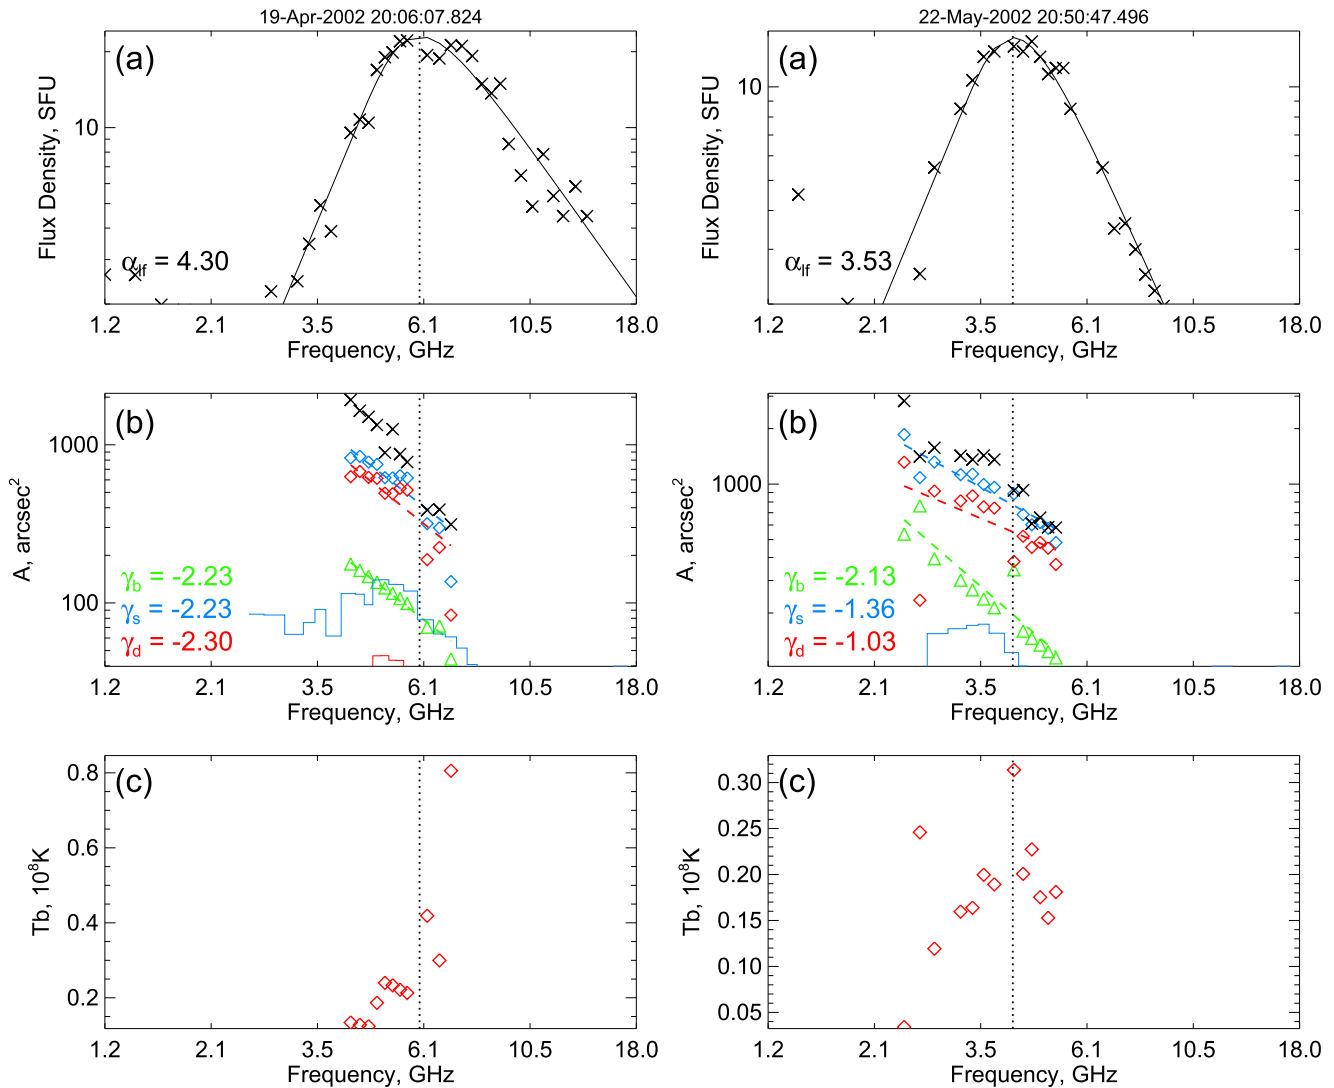 19-Apr-2002 20:06:07.824
(a)
Flux Density, SFU
10
α_lf = 4.30
1.2 2.1 3.5 6.1 10.5 18.0
Frequency, GHz
(b)
A, arcsec²
1000
100
γ_b = -2.23
γ_s = -2.23
γ_d = -2.30
1.2 2.1 3.5 6.1 10.5 18.0
Frequency, GHz
(c)
Tb, 10⁸K
0.8
0.6
0.4
0.2
1.2 2.1 3.5 6.1 10.5 18.0
Frequency, GHz
22-May-2002 20:50:47.496
(a)
Flux Density, SFU
10
α_lf = 3.53
1.2 2.1 3.5 6.1 10.5 18.0
Frequency, GHz
(b)
A, arcsec²
1000
γ_b = -2.13
γ_s = -1.36
γ_d = -1.03
1.2 2.1 3.5 6.1 10.5 18.0
Frequency, GHz
(c)
Tb, 10⁸K
0.30
0.25
0.20
0.15
0.10
0.05
1.2 2.1 3.5 6.1 10.5 18.0
Frequency, GHz